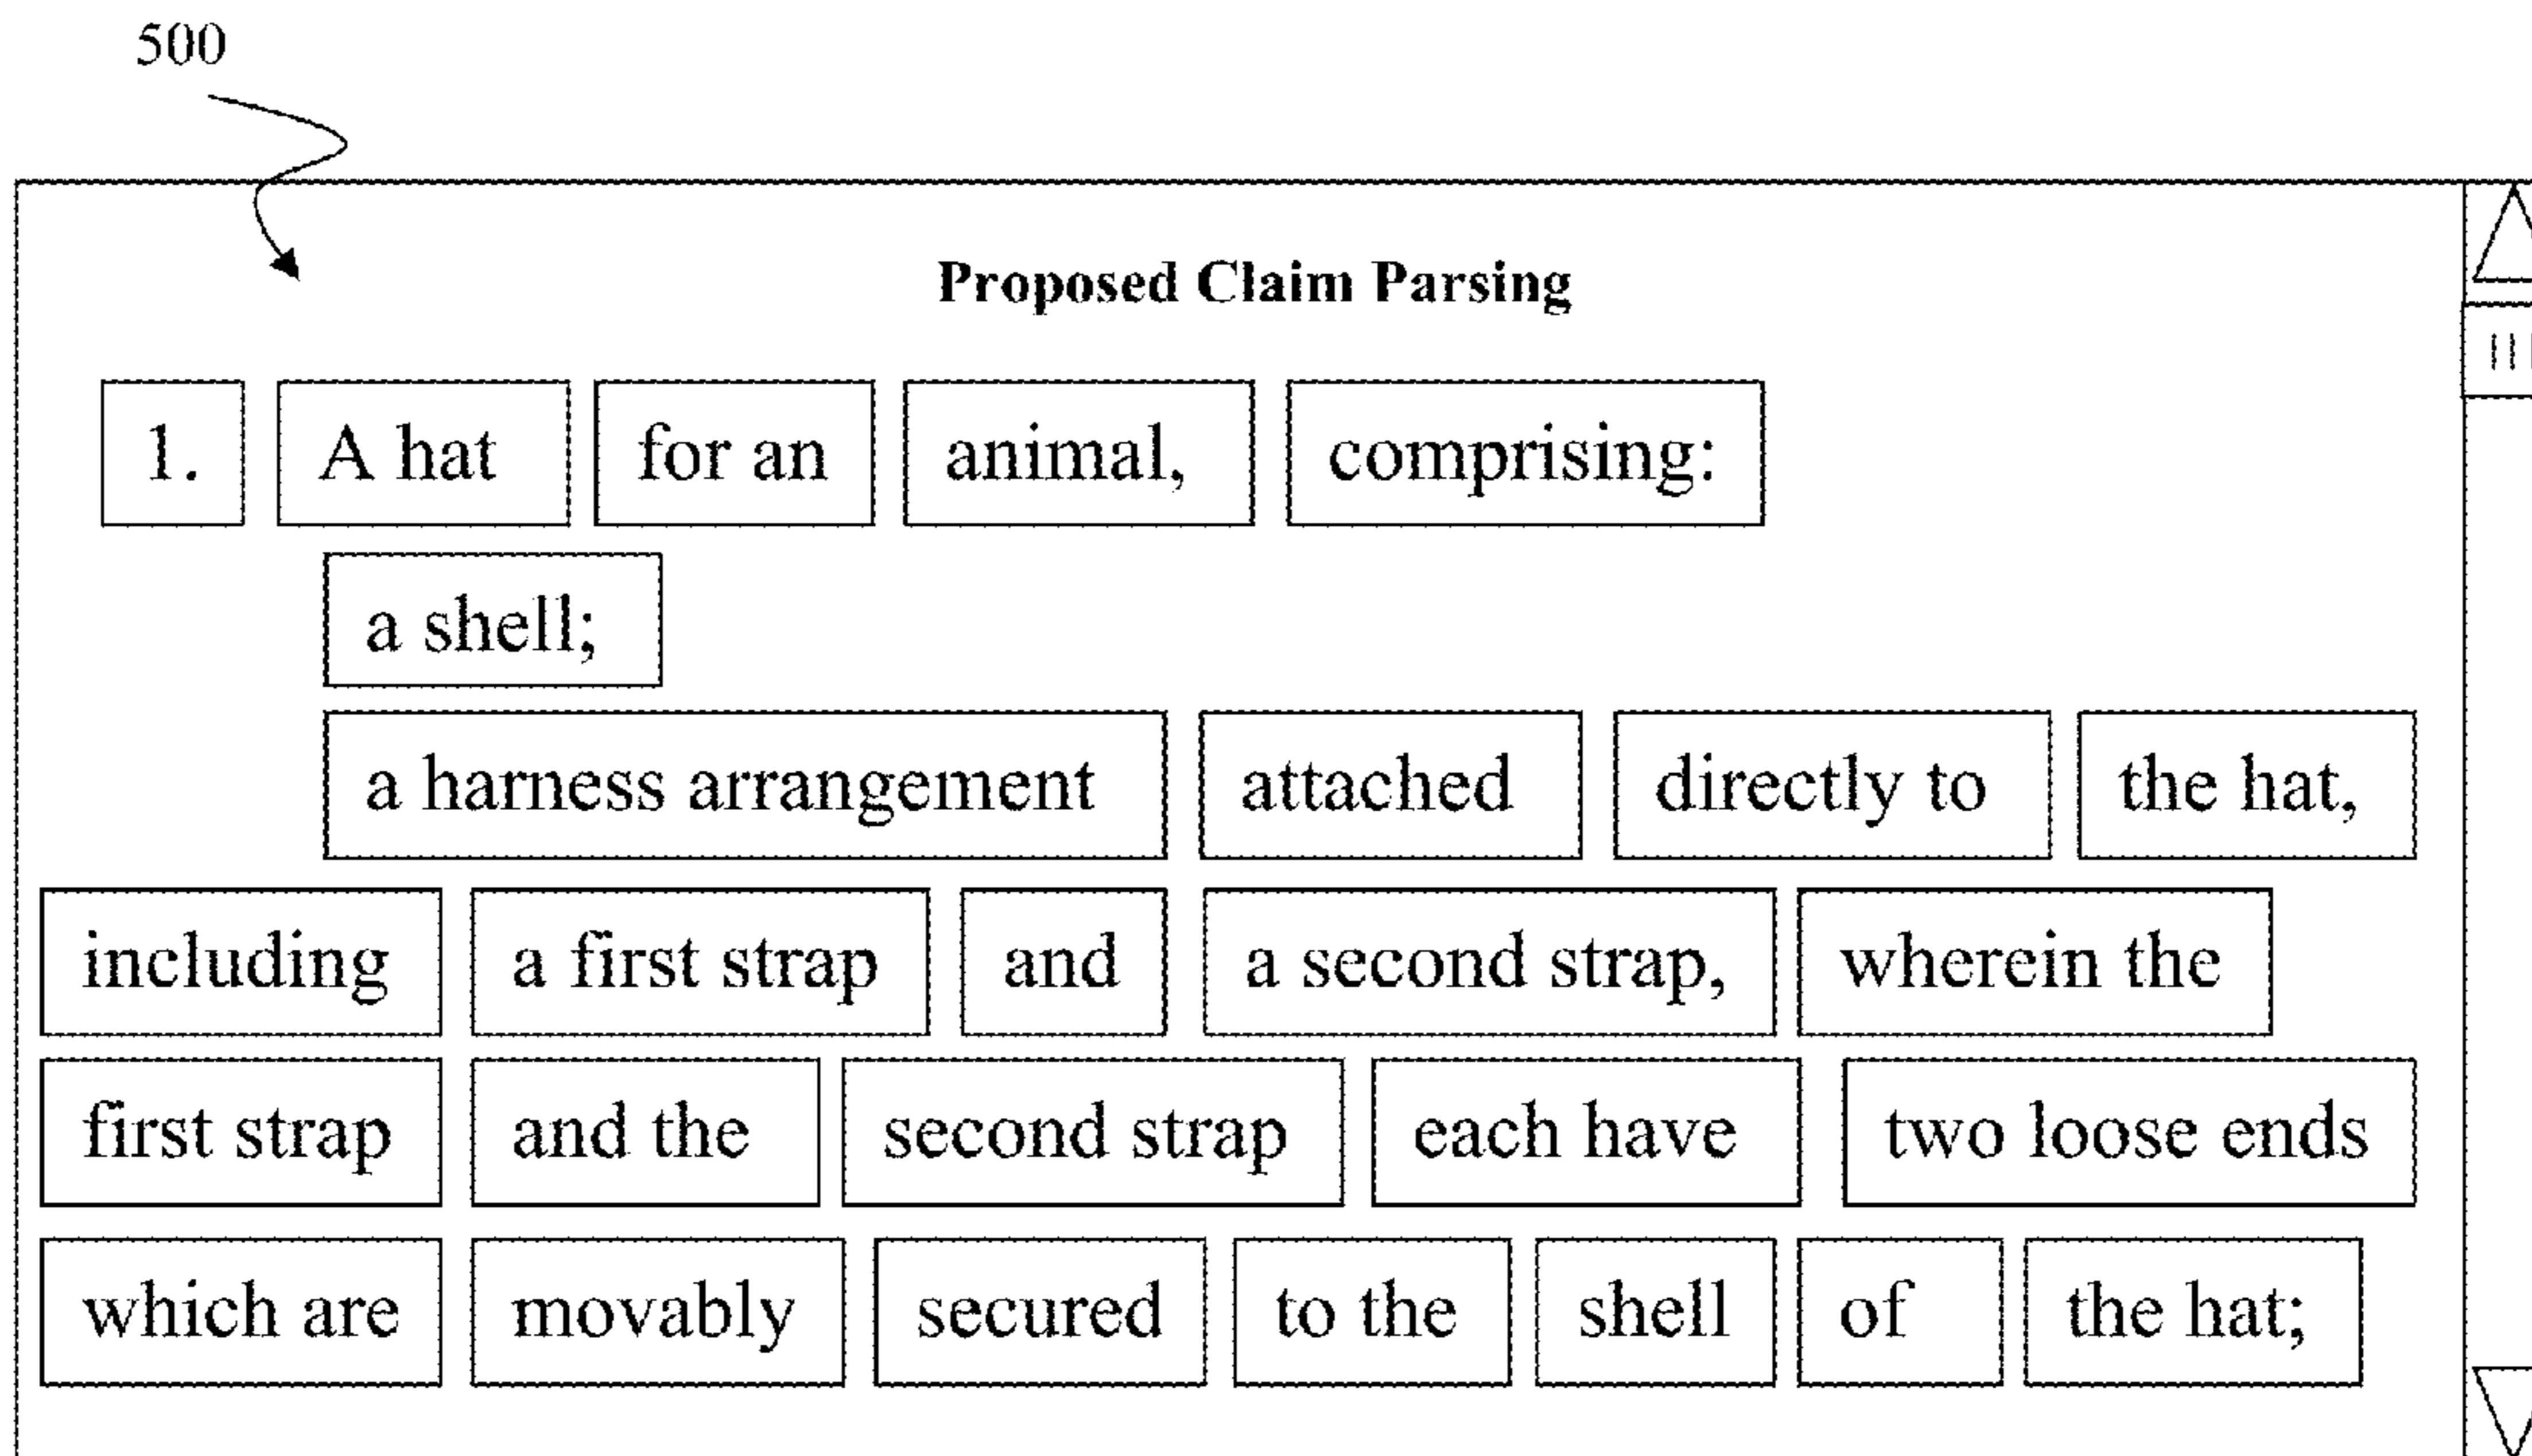 500
Proposed Claim Parsing
1. A hat for an animal, comprising:
a shell;
a harness arrangement attached directly to the hat,
including a first strap and a second strap, wherein the
first strap and the second strap each have two loose ends
which are movably secured to the shell of the hat;